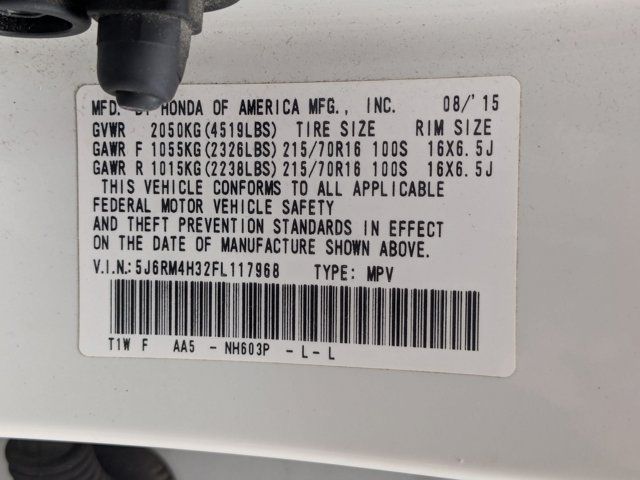 MFD. BY HONDA OF AMERICA MFG., INC. 08/'15
GVWR 2050KG(4519LBS) TIRE SIZE RIM SIZE
GAWR F 1055KG(2326LBS) 215/70R16 100S 16X6.5J
GAWR R 1015KG(2238LBS) 215/70R16 100S 16X6.5J
THIS VEHICLE CONFORMS TO ALL APPLICABLE
FEDERAL MOTOR VEHICLE SAFETY
AND THEFT PREVENTION STANDARDS IN EFFECT
ON THE DATE OF MANUFACTURE SHOWN ABOVE.
V.I.N.:5J6RM4H32FL117968 TYPE: MPV
T1W F AA5 - NH603P - L - L